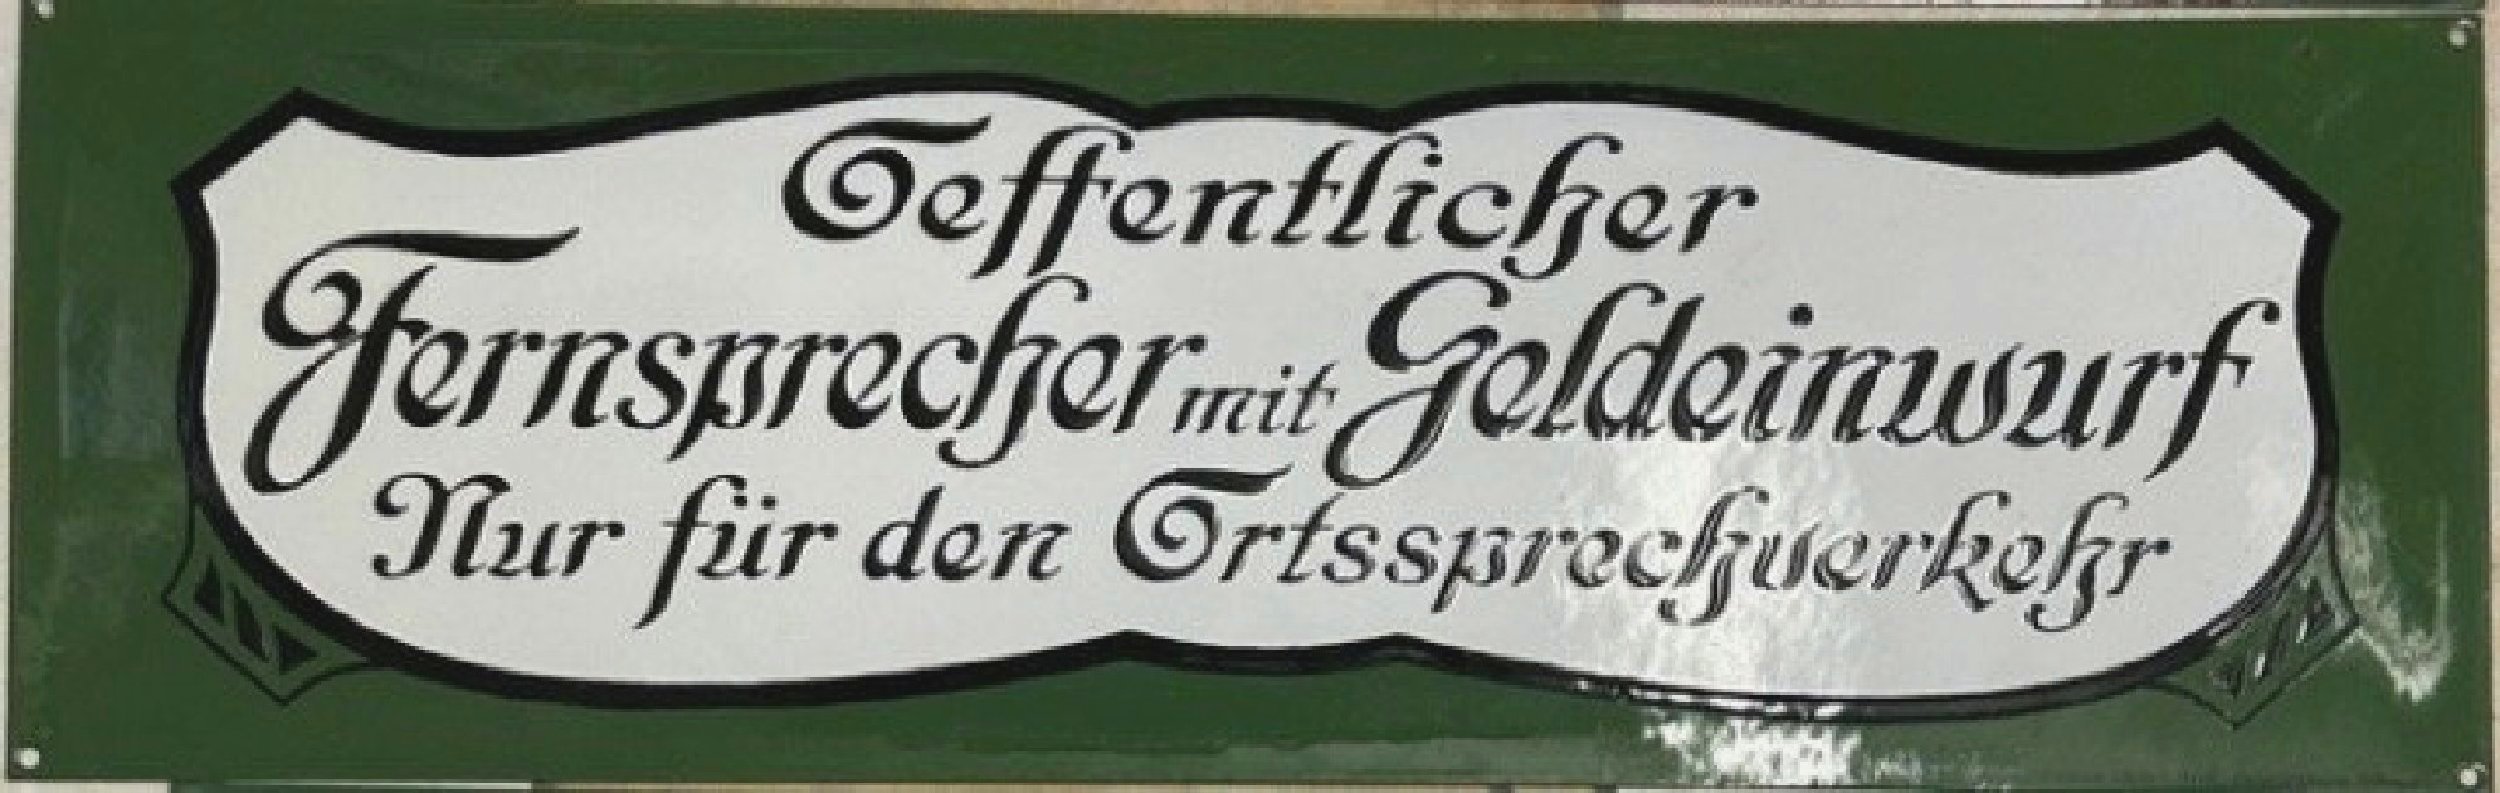 Oeffentlicher
Fernsprecher mit Geldeinwurf
Nur für den Ortssprechverkehr